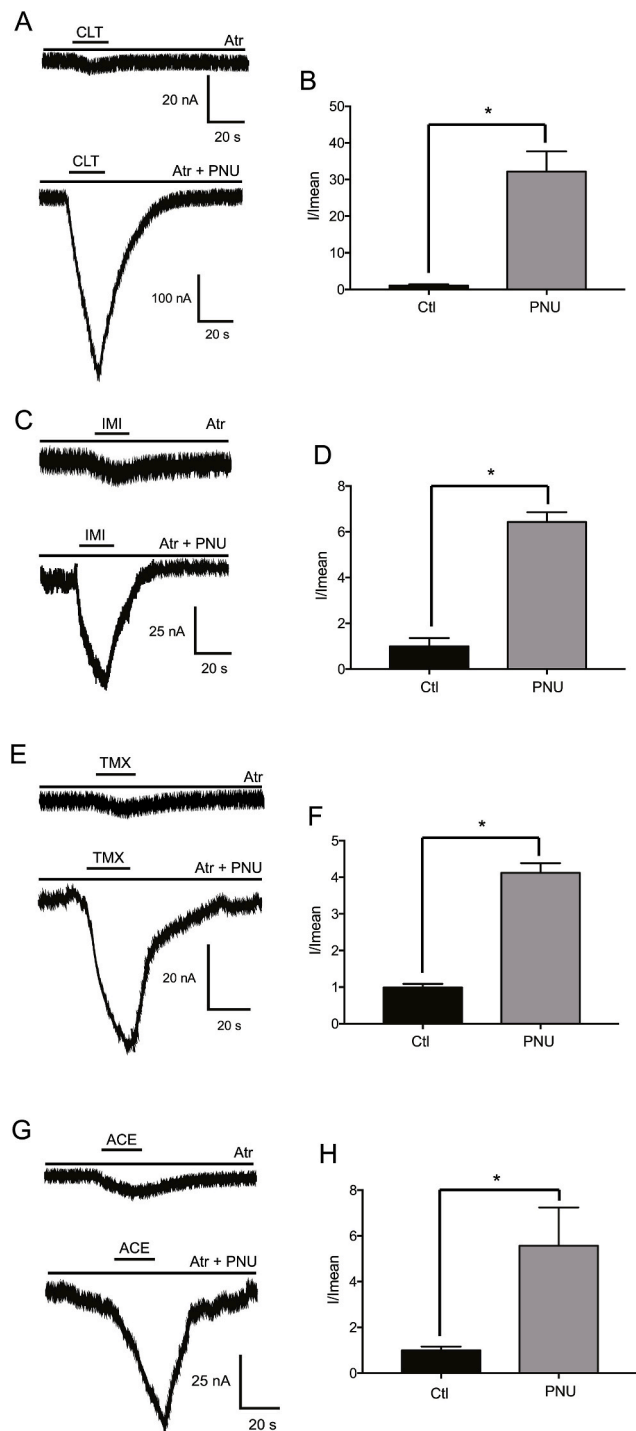 A
CLT
Atr
20 nA
20 s
CLT
Atr + PNU
100 nA
20 s
B
I/Imean
50
40
30
20
10
0
*
Ctl
PNU
C
IMI
Atr
IMI
Atr + PNU
25 nA
20 s
D
I/Imean
8
6
4
2
0
*
Ctl
PNU
E
TMX
Atr
TMX
Atr + PNU
20 nA
20 s
F
I/Imean
5
4
3
2
1
0
*
Ctl
PNU
G
ACE
Atr
ACE
Atr + PNU
25 nA
20 s
H
I/Imean
8
6
4
2
0
*
Ctl
PNU